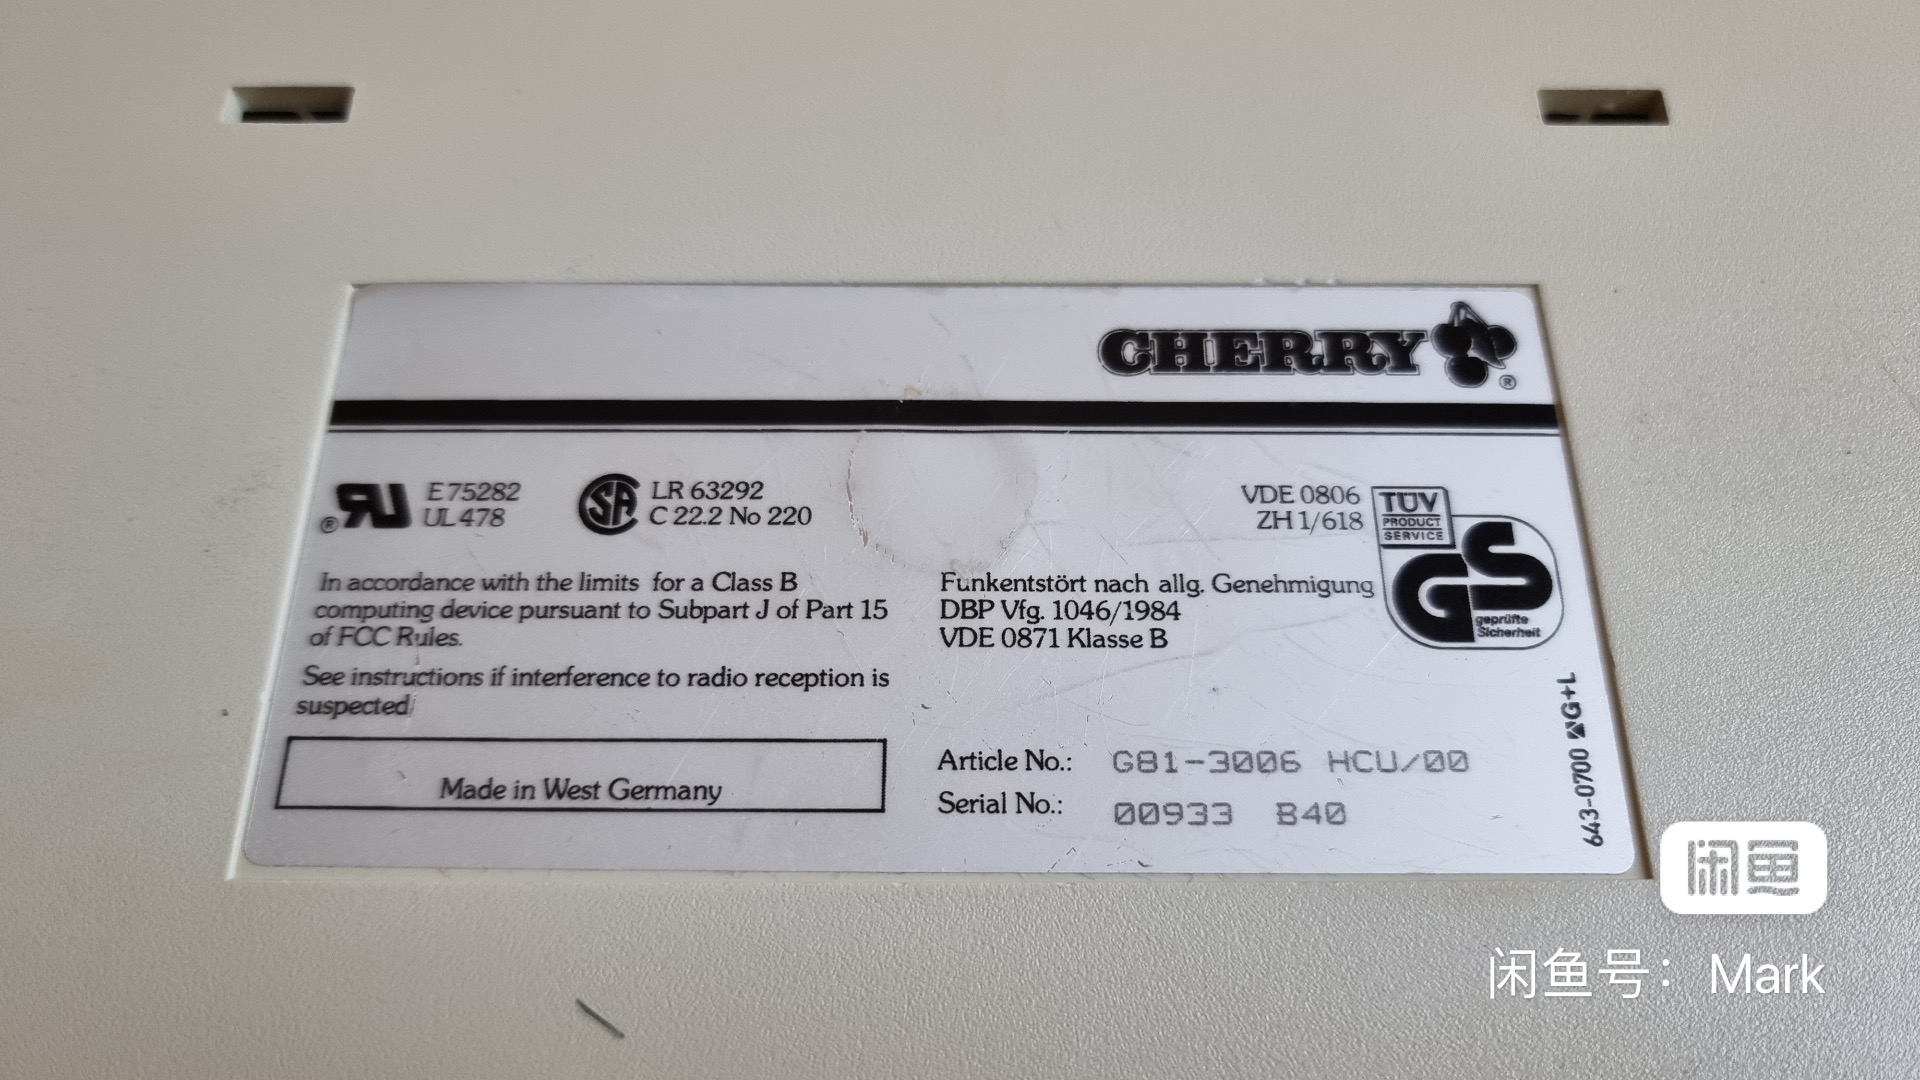 CHERRY ®
® RU E 75282
UL 478
SA LR 63292
C 22.2 No 220
VDE 0806
ZH 1/618
TÜV
PRODUCT
SERVICE
GS
geprüfte
Sicherheit
In accordance with the limits for a Class B
computing device pursuant to Subpart J of Part 15
of FCC Rules.
See instructions if interference to radio reception is
suspected
Funkentstört nach allg. Genehmigung
DBP Vfg. 1046/1984
VDE 0871 Klasse B
Made in West Germany
Article No.: G81-3006 HCU/00
Serial No.: 00933 B40
643-0700 G+L
闲鱼
闲鱼号：Mark